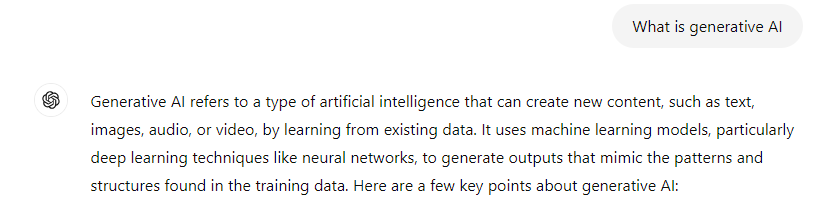 What is generative AI
Generative AI refers to a type of artificial intelligence that can create new content, such as text,
images, audio, or video, by learning from existing data. It uses machine learning models, particularly
deep learning techniques like neural networks, to generate outputs that mimic the patterns and
structures found in the training data. Here are a few key points about generative AI: